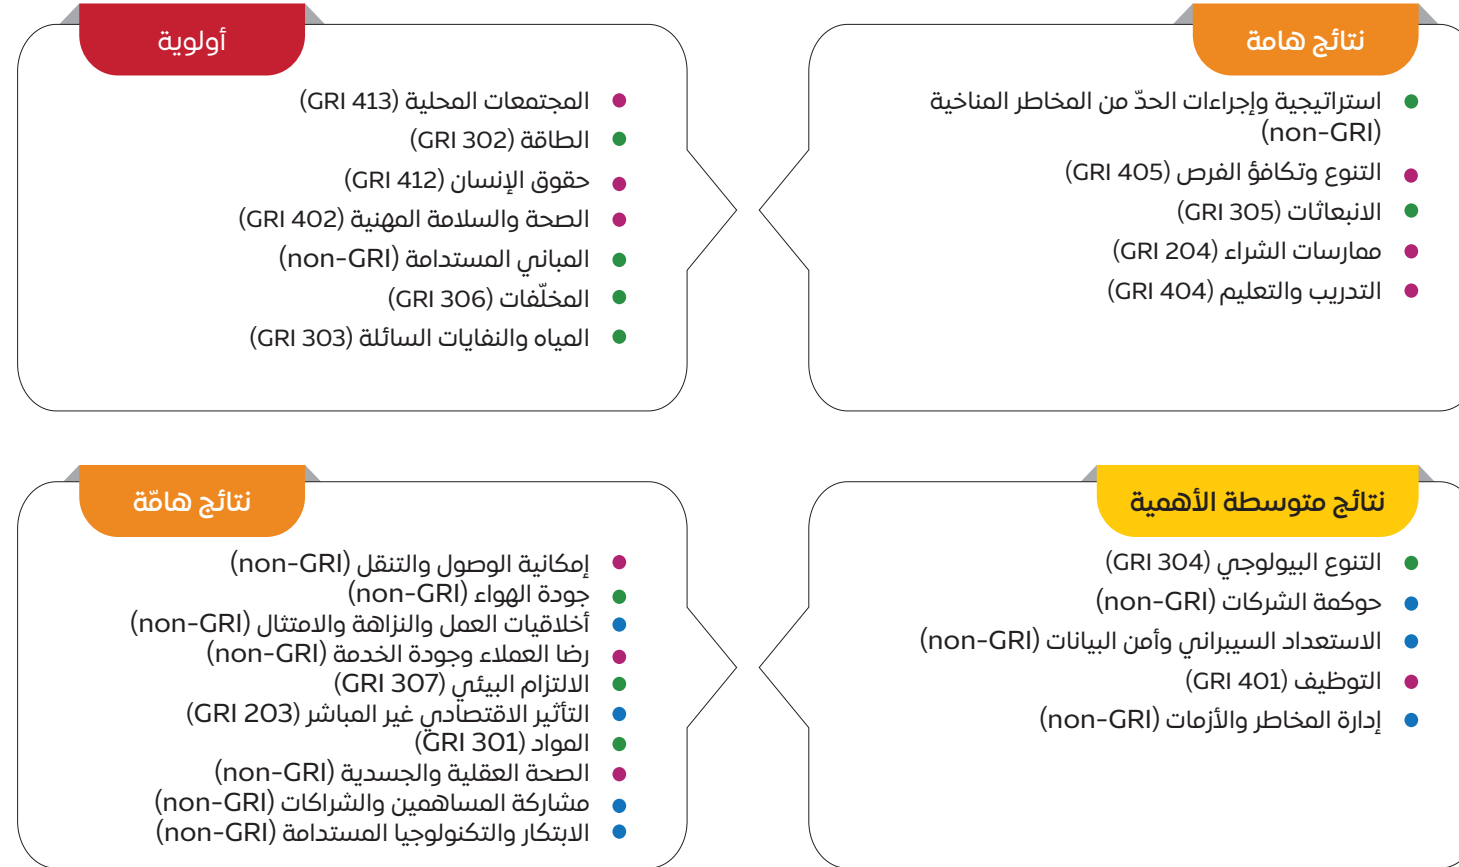 نتائج هامة
استراتيجية وإجراءات الحدّ من المخاطر المناخية
(non-GRI)
التنوع وتكافؤ الفرص (GRI 405)
الانبعاثات (GRI 305)
ممارسات الشراء (GRI 204)
التدريب والتعليم (GRI 404)
أولوية
المجتمعات المحلية (GRI 413)
الطاقة (GRI 302)
حقوق الإنسان (GRI 412)
الصحة والسلامة المهنية (GRI 402)
المباني المستدامة (non-GRI)
المخلّفات (GRI 306)
المياه والنفايات السائلة (GRI 303)
نتائج متوسطة الأهمية
التنوع البيولوجي (GRI 304)
حوكمة الشركات (non-GRI)
الاستعداد السيبراني وأمن البيانات (non-GRI)
التوظيف (GRI 401)
إدارة المخاطر والأزمات (non-GRI)
نتائج هامّة
إمكانية الوصول والتنقل (non-GRI)
جودة الهواء (non-GRI)
أخلاقيات العمل والنزاهة والامتثال (non-GRI)
رضا العملاء وجودة الخدمة (non-GRI)
الالتزام البيئي (GRI 307)
التأثير الاقتصادي غير المباشر (GRI 203)
المواد (GRI 301)
الصحة العقلية والجسدية (non-GRI)
مشاركة المساهمين والشراكات (non-GRI)
الابتكار والتكنولوجيا المستدامة (non-GRI)